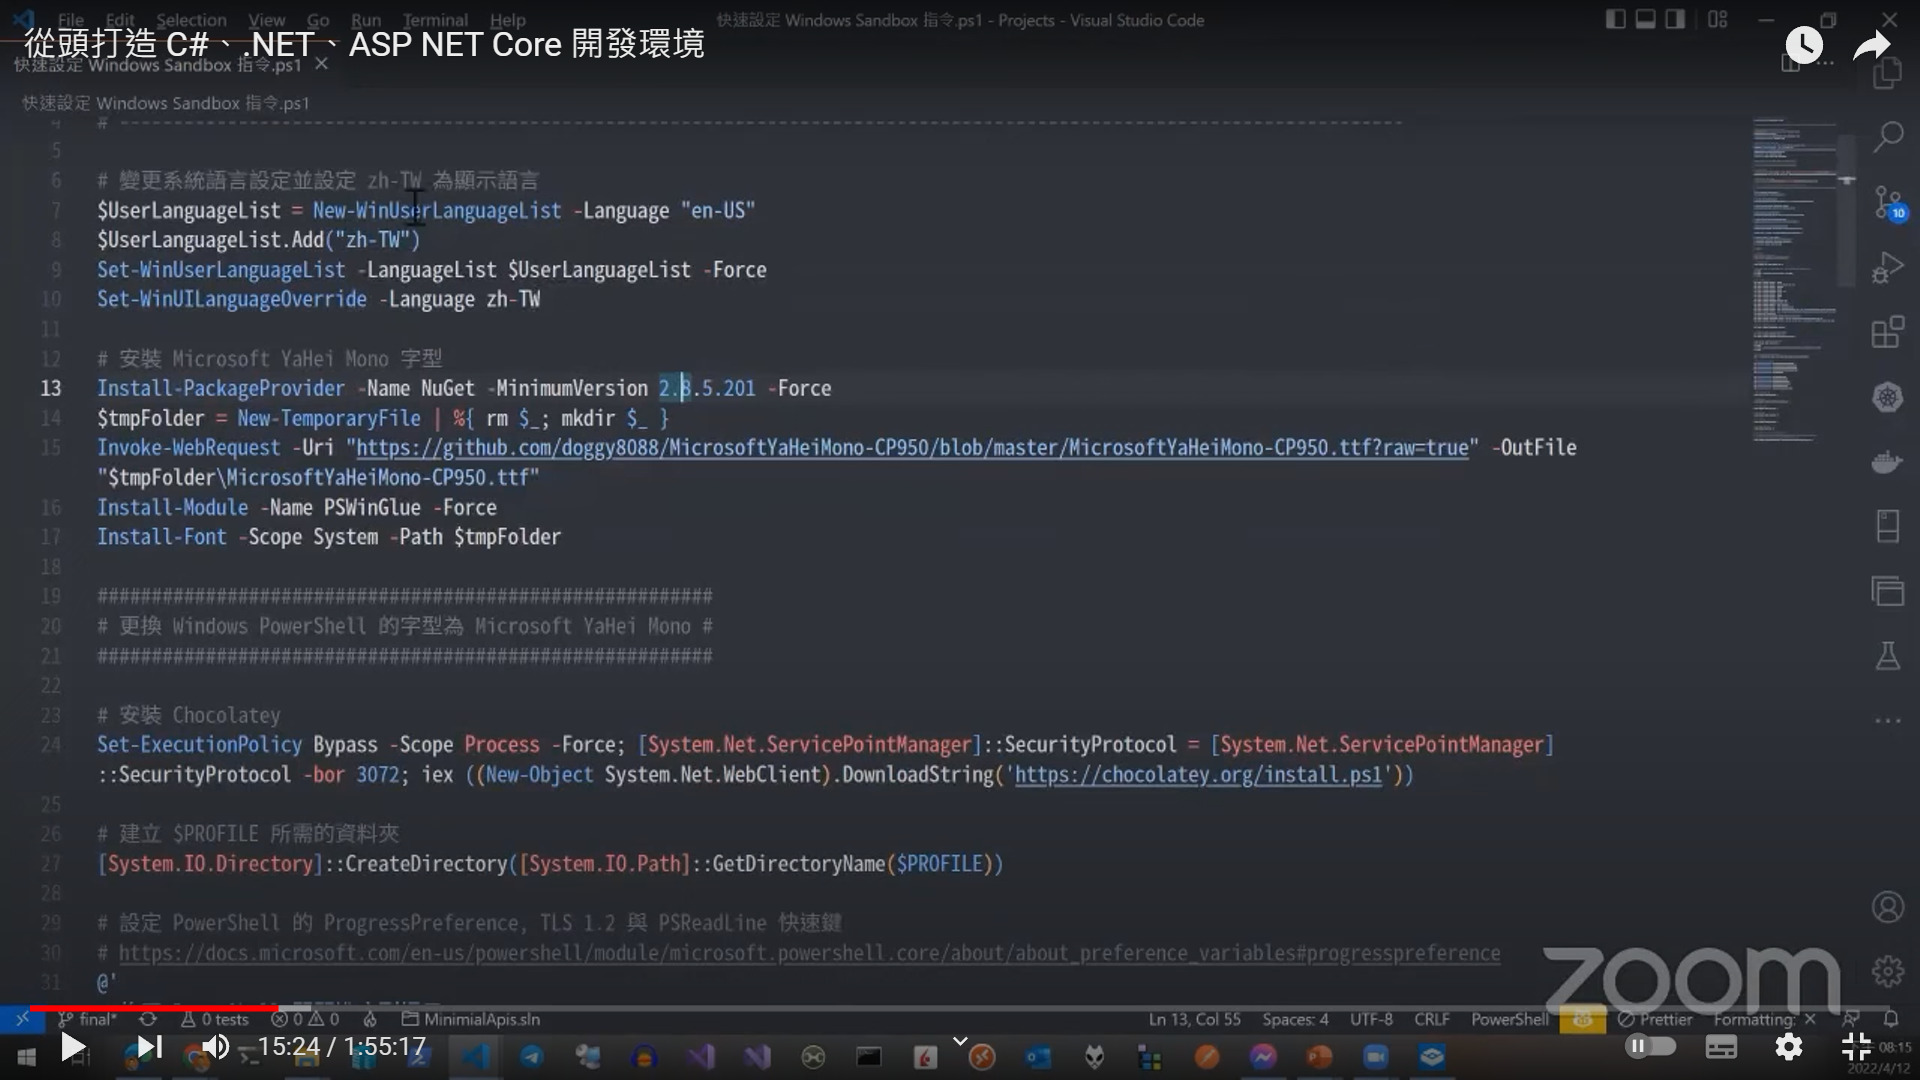 File Edit Selection View Go Run Terminal Help
快速設定 Windows Sandbox 指令.ps1 - Projects - Visual Studio Code
從頭打造 C#、.NET、ASP NET Core 開發環境
快速設定 Windows Sandbox 指令.ps1
快速設定 Windows Sandbox 指令.ps1
4 # ------------------------------------------------------------------------------------------------------------------------
5
6 # 變更系統語言設定並設定 zh-TW 為顯示語言
7 $UserLanguageList = New-WinUserLanguageList -Language "en-US"
8 $UserLanguageList.Add("zh-TW")
9 Set-WinUserLanguageList -LanguageList $UserLanguageList -Force
10 Set-WinUILanguageOverride -Language zh-TW
11
12 # 安裝 Microsoft YaHei Mono 字型
13 Install-PackageProvider -Name NuGet -MinimumVersion 2.8.5.201 -Force
14 $tmpFolder = New-TemporaryFile | %{ rm $_; mkdir $_ }
15 Invoke-WebRequest -Uri "https://github.com/doggy8088/MicrosoftYaHeiMono-CP950/blob/master/MicrosoftYaHeiMono-CP950.ttf?raw=true" -OutFile
"$tmpFolder\MicrosoftYaHeiMono-CP950.ttf"
16 Install-Module -Name PSWinGlue -Force
17 Install-Font -Scope System -Path $tmpFolder
18
19 #########################################################
20 # 更換 Windows PowerShell 的字型為 Microsoft YaHei Mono #
21 #########################################################
22
23 # 安裝 Chocolatey
24 Set-ExecutionPolicy Bypass -Scope Process -Force; [System.Net.ServicePointManager]::SecurityProtocol = [System.Net.ServicePointManager]
::SecurityProtocol -bor 3072; iex ((New-Object System.Net.WebClient).DownloadString('https://chocolatey.org/install.ps1'))
25
26 # 建立 $PROFILE 所需的資料夾
27 [System.IO.Directory]::CreateDirectory([System.IO.Path]::GetDirectoryName($PROFILE))
28
29 # 設定 PowerShell 的 ProgressPreference, TLS 1.2 與 PSReadLine 快速鍵
30 # https://docs.microsoft.com/en-us/powershell/module/microsoft.powershell.core/about/about_preference_variables#progresspreference
31 @'
10
zoom
final* 0 tests 0 0 MinimialApis.sln Ln 13, Col 55 Spaces: 4 UTF-8 CRLF PowerShell Prettier Formatting: ×
15:24 / 1:55:17
08:15
2022/4/12